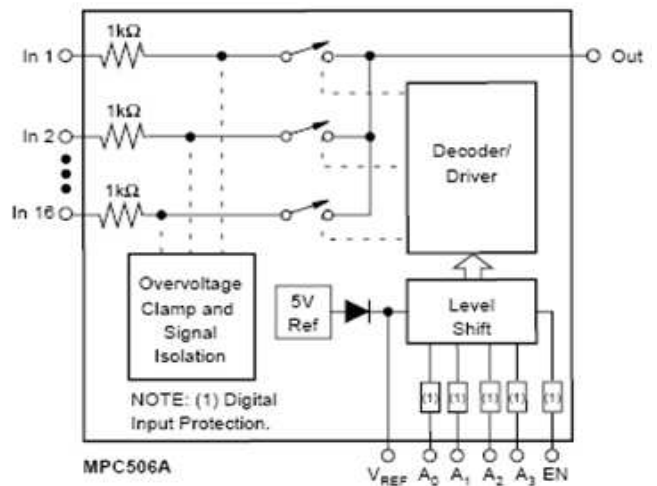 1kΩ
In 1
Out
1kΩ
In 2
Decoder/
Driver
1kΩ
In 16
Overvoltage
Clamp and
Signal
Isolation
5V
Ref
Level
Shift
(1) (1) (1) (1) (1)
NOTE: (1) Digital
Input Protection.
MPC506A
VREF A0 A1 A2 A3 EN